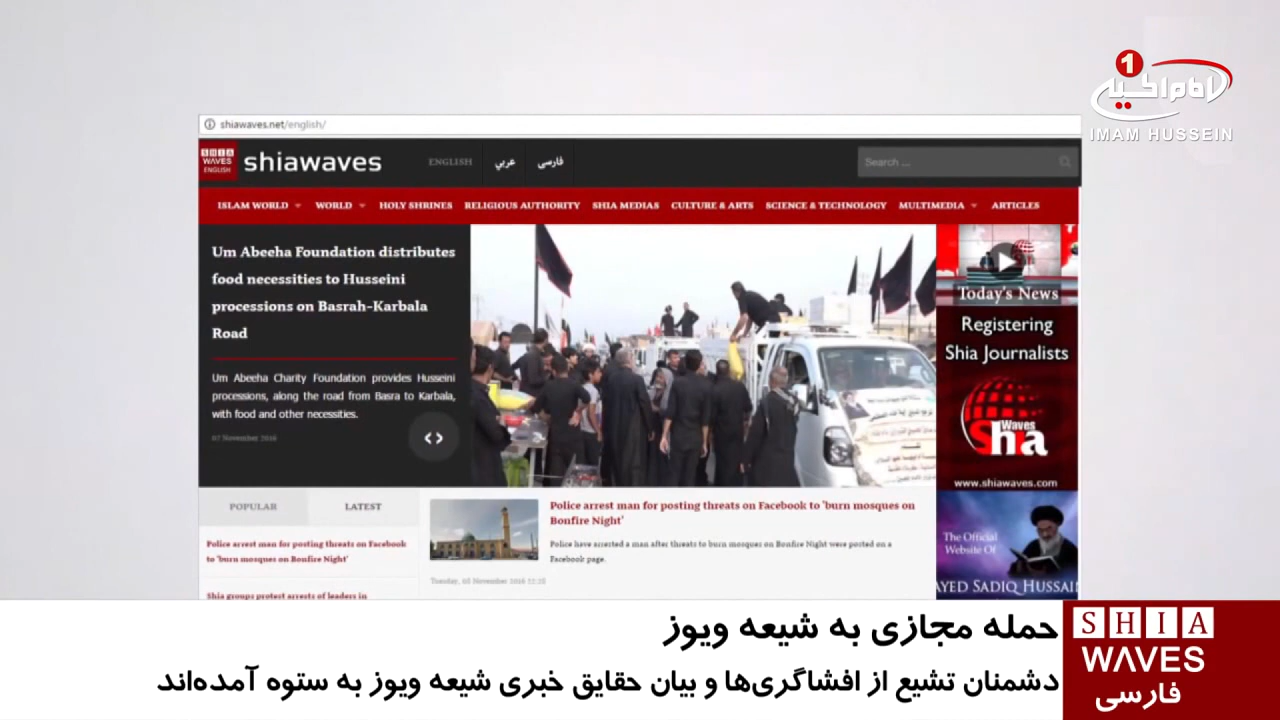 1
IMAM HUSSEIN
shiawaves.net/english/
SHIA
WAVES
ENGLISH
shiawaves
ENGLISH
عربي
فارسی
Search ...
ISLAM WORLD
WORLD
HOLY SHRINES
RELIGIOUS AUTHORITY
SHIA MEDIAS
CULTURE & ARTS
SCIENCE & TECHNOLOGY
MULTIMEDIA
ARTICLES
Um Abeeha Foundation distributes
food necessities to Husseini
processions on Basrah-Karbala
Road
Um Abeeha Charity Foundation provides Husseini
processions, along the road from Basra to Karbala,
with food and other necessities.
07 November 2016
Today's News
Registering
Shia Journalists
Waves
Shia
www.shiawaves.com
The Official
Website Of
AYED SADIQ HUSSAIN
POPULAR
LATEST
Police arrest man for posting threats on Facebook
to 'burn mosques on Bonfire Night'
Shia groups protest arrests of leaders in
Police arrest man for posting threats on Facebook to 'burn mosques on
Bonfire Night'
Police have arrested a man after threats to burn mosques on Bonfire Night were posted on a
Facebook page.
Tuesday, 08 November 2016 12:28
حمله مجازی به شیعه ویوز
دشمنان تشیع از افشاگری‌ها و بیان حقایق خبری شیعه ویوز به ستوه آمده‌اند
SHIA
WAVES
فارسی